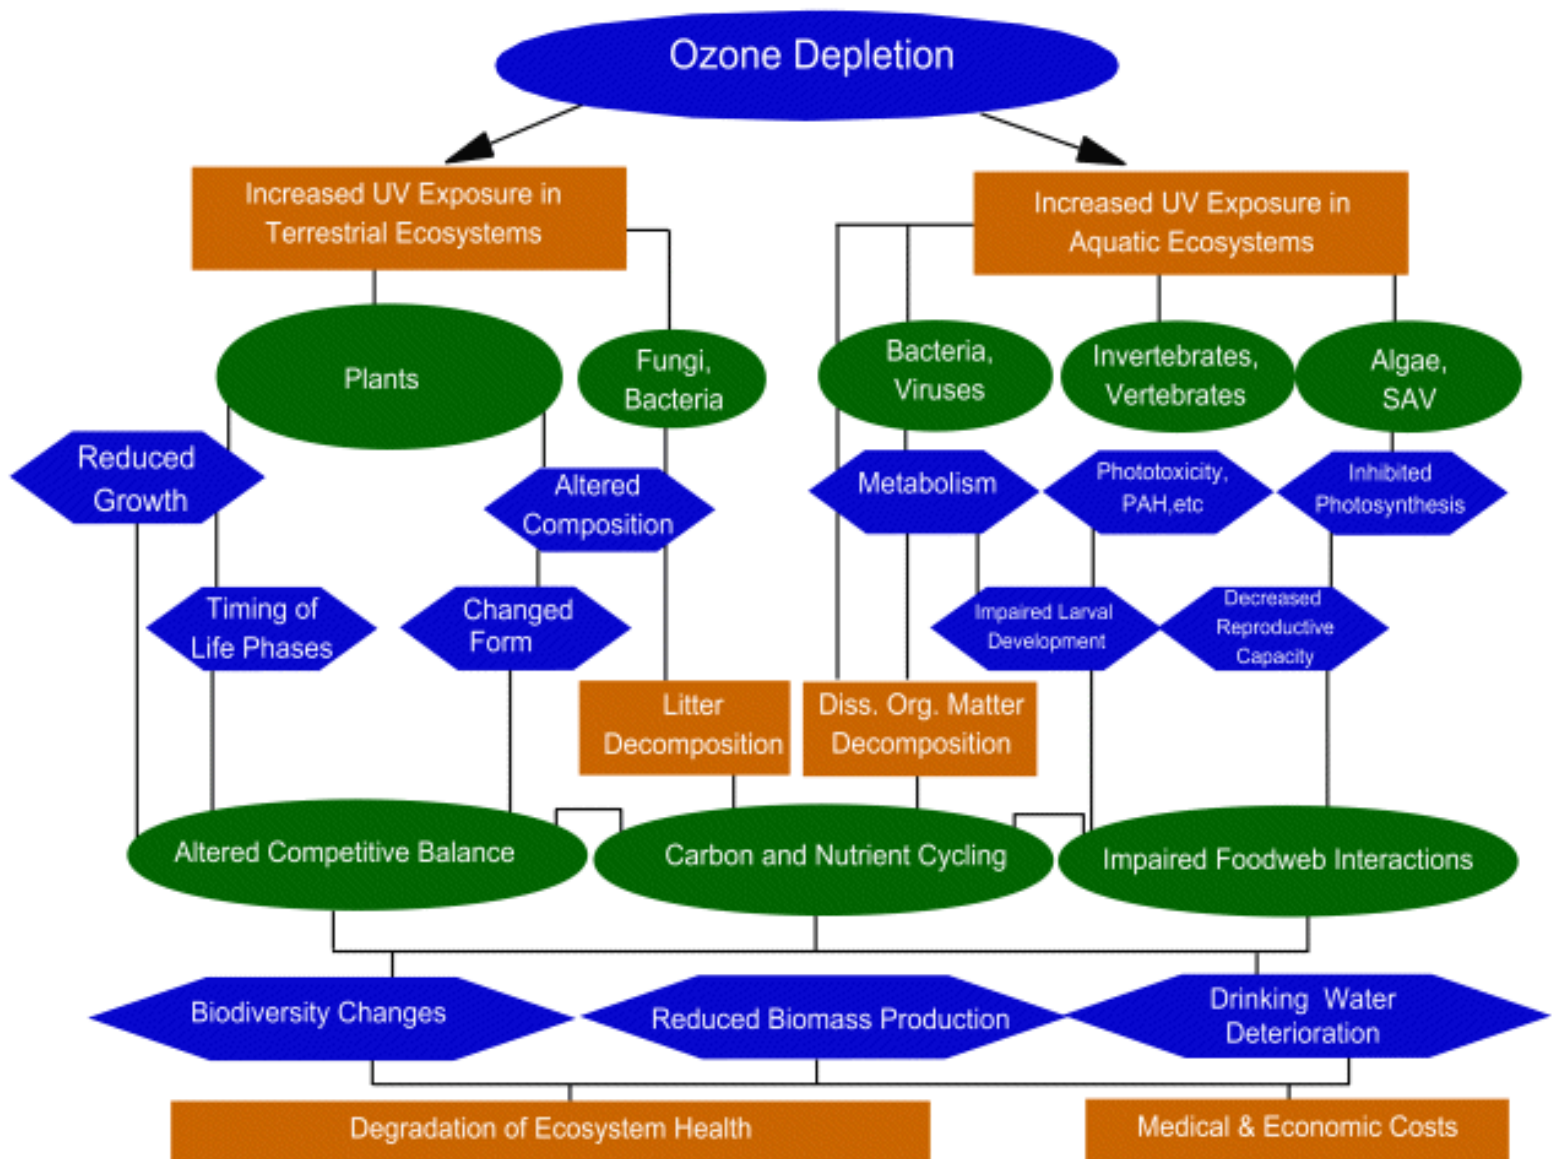 Ozone Depletion
Increased UV Exposure in
Terrestrial Ecosystems
Increased UV Exposure in
Aquatic Ecosystems
Plants
Fungi,
Bacteria
Bacteria,
Viruses
Invertebrates,
Vertebrates
Algae,
SAV
Reduced
Growth
Altered
Composition
Metabolism
Phototoxicity,
PAH,etc
Inhibited
Photosynthesis
Timing of
Life Phases
Changed
Form
Impaired Larval
Development
Decreased
Reproductive
Capacity
Litter
Decomposition
Diss. Org. Matter
Decomposition
Altered Competitive Balance
Carbon and Nutrient Cycling
Impaired Foodweb Interactions
Biodiversity Changes
Reduced Biomass Production
Drinking Water
Deterioration
Degradation of Ecosystem Health
Medical & Economic Costs